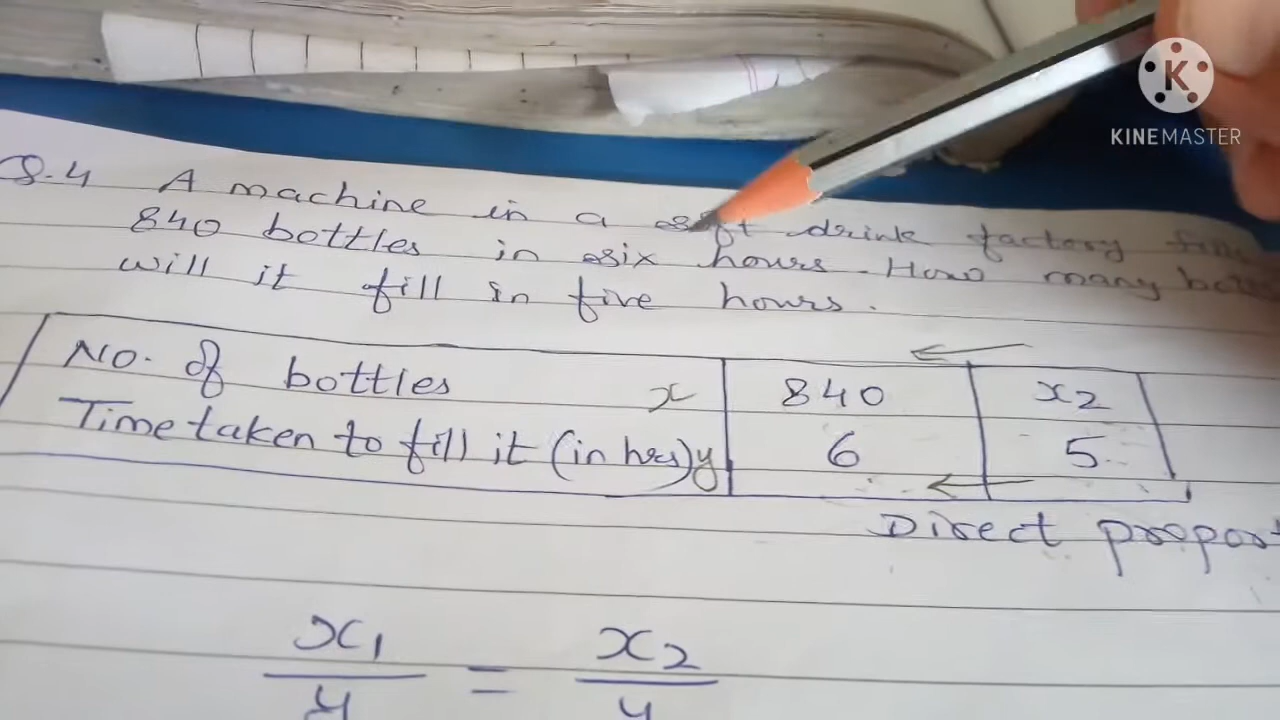 KINEMASTER
Q.4 A machine in a soft drink factory fills
840 bottles in six hours. How many
will it fill in five hours.
No. of bottles x 840 x2
Time taken to fill it (in hrs) y 6 5
Direct
x1 = x2
y y